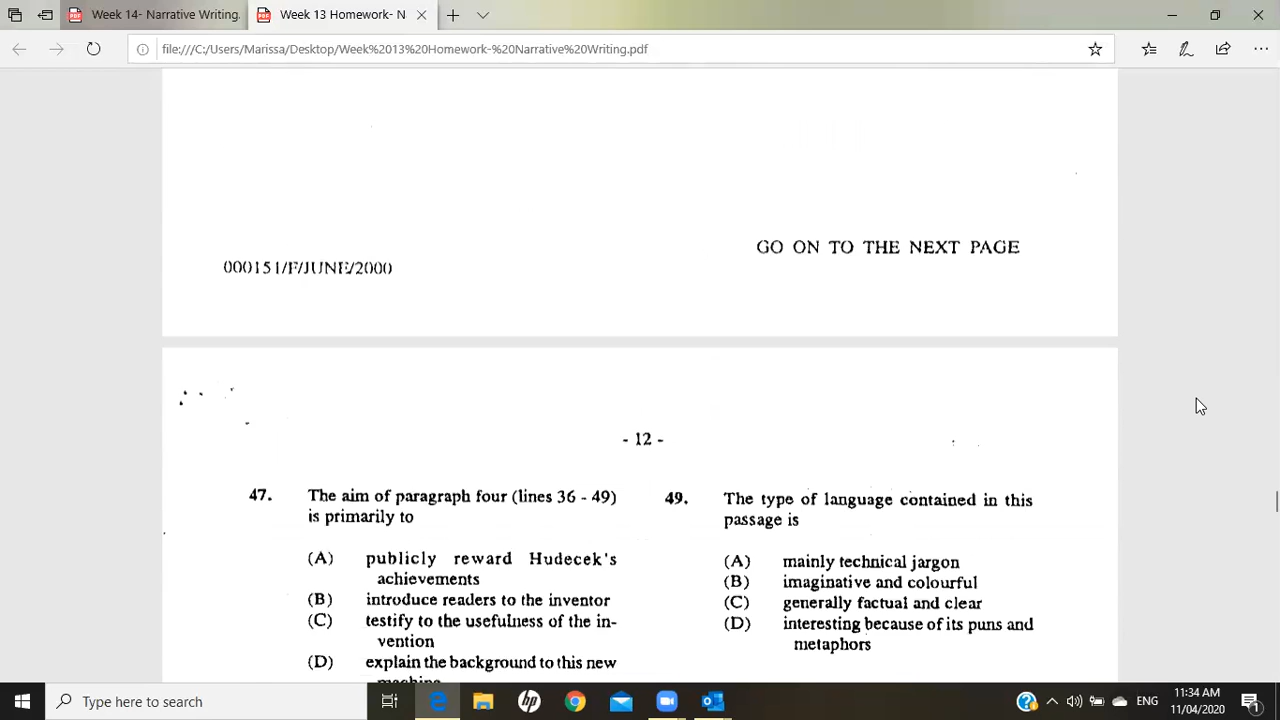 Week 14- Narrative Writing.
Week 13 Homework- N
file:///C:/Users/Marissa/Desktop/Week%2013%20Homework-%20Narrative%20Writing.pdf
GO ON TO THE NEXT PAGE
000151/F/JUNE/2000
- 12 -
47. The aim of paragraph four (lines 36 - 49)
is primarily to
(A) publicly reward Hudecek's
achievements
(B) introduce readers to the inventor
(C) testify to the usefulness of the in-
vention
(D) explain the background to this new
machine
49. The type of language contained in this
passage is
(A) mainly technical jargon
(B) imaginative and colourful
(C) generally factual and clear
(D) interesting because of its puns and
metaphors
Type here to search
hp
ENG
11:34 AM
11/04/2020
1